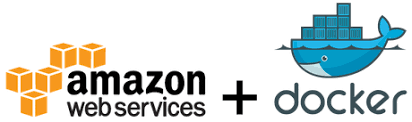 amazon
web services
+
docker